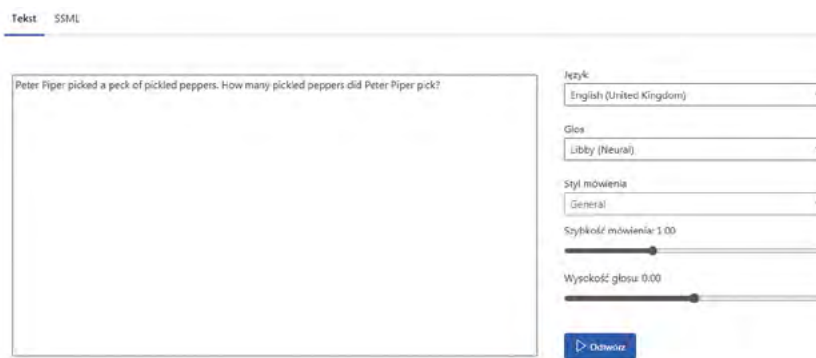 Tekst SSML
Peter Piper picked a peck of pickled peppers. How many pickled peppers did Peter Piper pick?
Język
English (United Kingdom)
Głos
Libby (Neural)
Styl mówienia
General
Szybkość mówienia: 1.00
Wysokość głosu: 0.00
Odtwórz